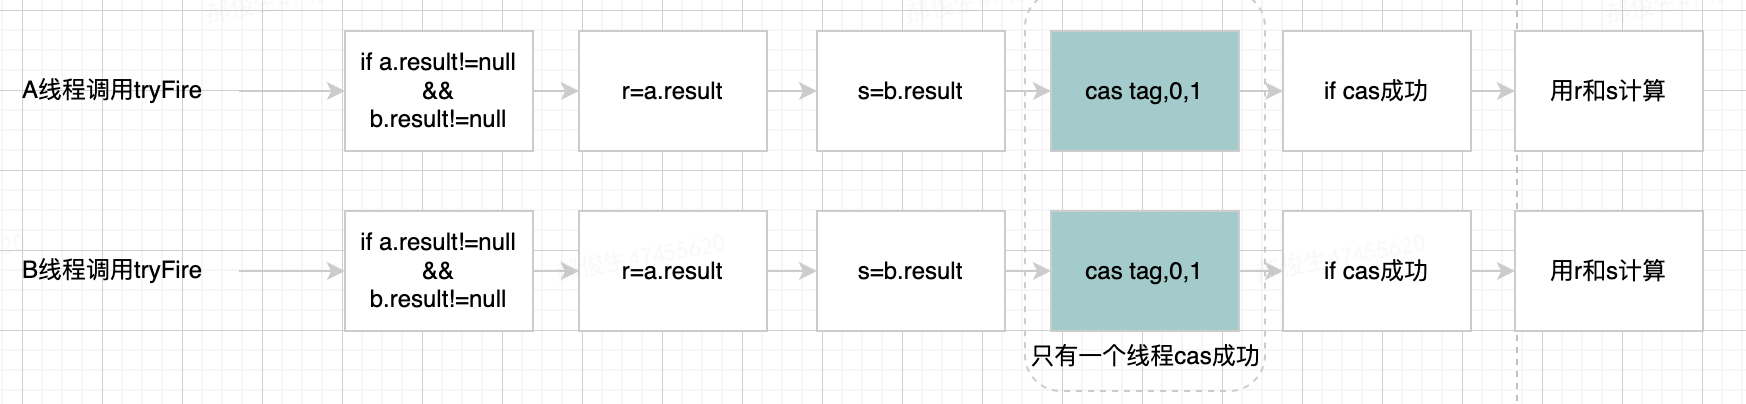 A线程调用tryFire
if a.result!=null
&&
b.result!=null
r=a.result
s=b.result
cas tag,0,1
if cas成功
用r和s计算
B线程调用tryFire
if a.result!=null
&&
b.result!=null
r=a.result
s=b.result
cas tag,0,1
if cas成功
用r和s计算
只有一个线程cas成功